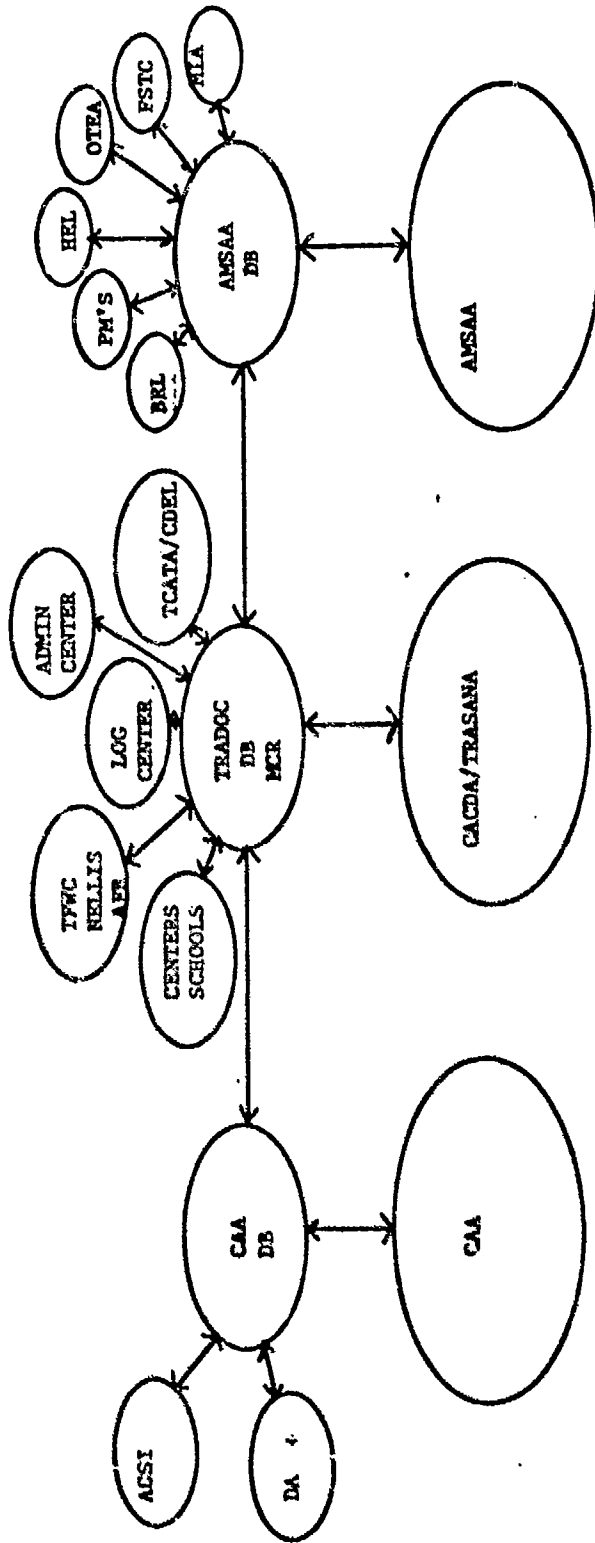 ACSI
DA
CAA
DB
CAA
TFWC
NELLIS
AFB
CENTERS
SCHOOLS
LOG
CENTER
ADMIN
CENTER
TCATA/CDEL
TRADOC
DB
MCR
CACDA/TRASANA
BRL
PM'S
HEL
OTEA
FSTC
MIA
AMSAA
DB
AMSAA